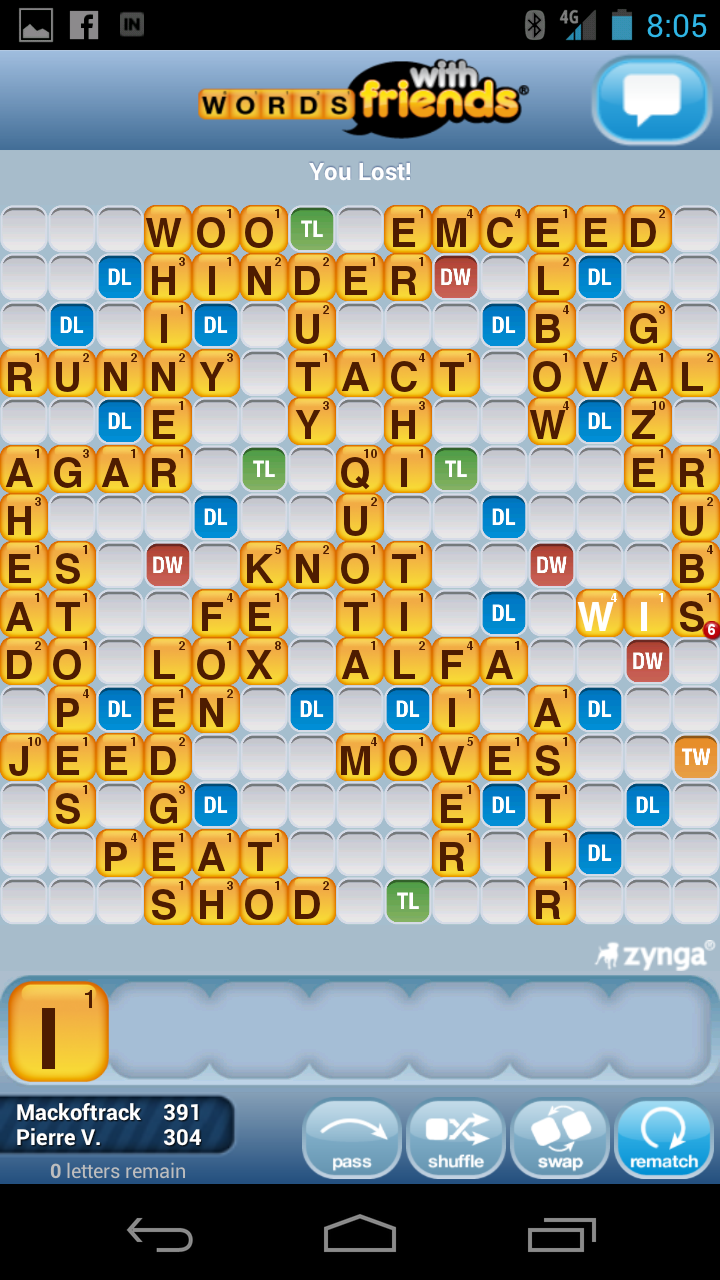 IN 4G 8:05
WORDS with friends®
You Lost!
W O O TL E M C E E D
DL H I N D E R DW L DL
DL I DL U DL B G
R U N N Y T A C T O V A L
DL E Y H W DL Z
A G A R TL Q I TL E R
H DL U DL U
E S DW K N O T DW B
A T F E T I DL W I S 6
D O L O X A L F A DW
P DL E N DL DL I A DL
J E E D M O V E S TW
S G DL E DL T DL
P E A T R I DL
S H O D TL R
zynga®
I 1
Mackoftrack 391
Pierre V. 304
0 letters remain
pass shuffle swap rematch